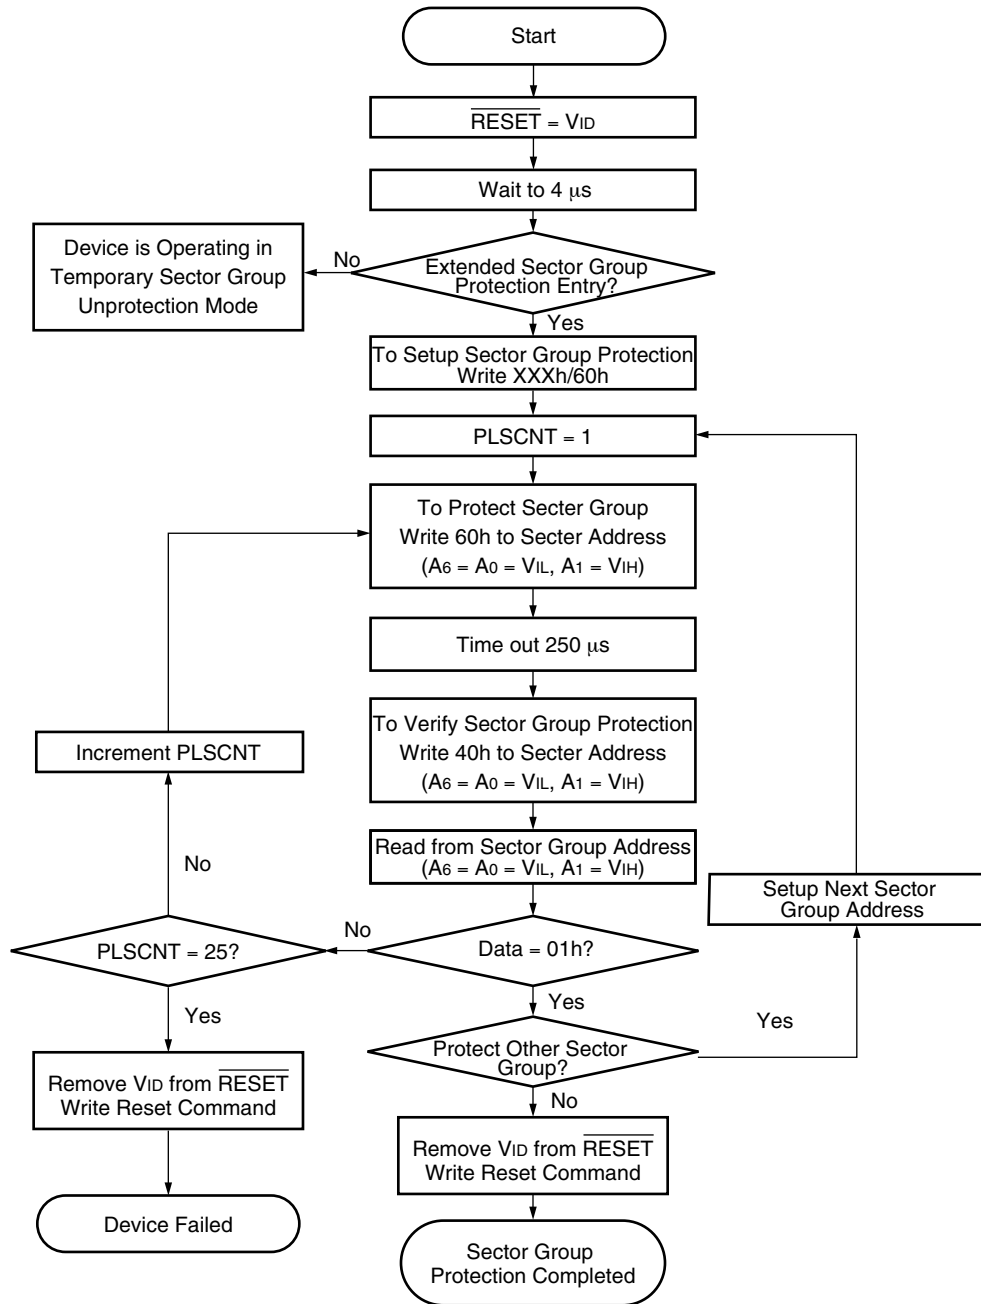 Start
RESET = VID
Wait to 4 μs
Device is Operating in
Temporary Sector Group
Unprotection Mode
No
Extended Sector Group
Protection Entry?
Yes
To Setup Sector Group Protection
Write XXXh/60h
PLSCNT = 1
To Protect Secter Group
Write 60h to Secter Address
(A6 = A0 = VIL, A1 = VIH)
Time out 250 μs
To Verify Sector Group Protection
Write 40h to Secter Address
(A6 = A0 = VIL, A1 = VIH)
Increment PLSCNT
Read from Sector Group Address
(A6 = A0 = VIL, A1 = VIH)
No
Setup Next Sector
Group Address
PLSCNT = 25?
No
Data = 01h?
Yes
Yes
Yes
Protect Other Sector
Group?
Remove VID from RESET
Write Reset Command
No
Remove VID from RESET
Write Reset Command
Device Failed
Sector Group
Protection Completed